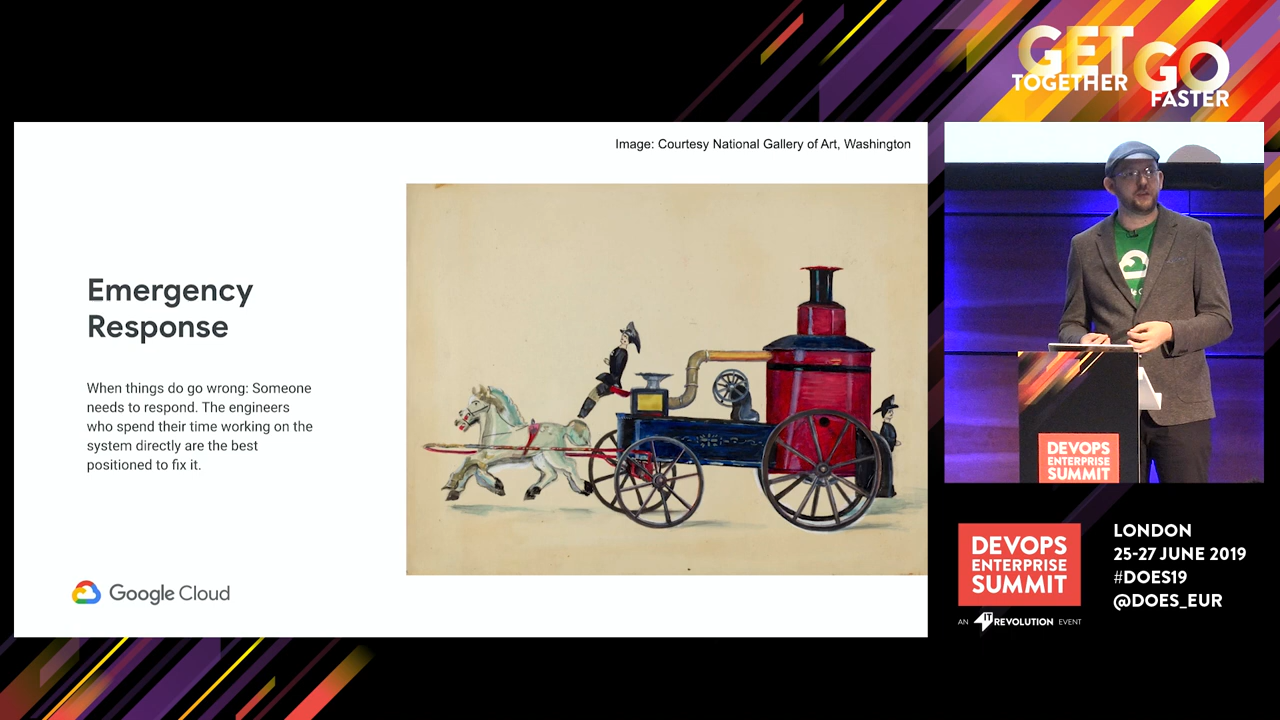 GET
TOGETHER
GO
FASTER
Image: Courtesy National Gallery of Art, Washington
Emergency
Response
When things do go wrong: Someone
needs to respond. The engineers
who spend their time working on the
system directly are the best
positioned to fix it.
Google Cloud
DEVOPS
ENTERPRISE
SUMMIT
DEVOPS
ENTERPRISE
SUMMIT
AN IT REVOLUTION EVENT
LONDON
25-27 JUNE 2019
#DOES19
@DOES_EUR